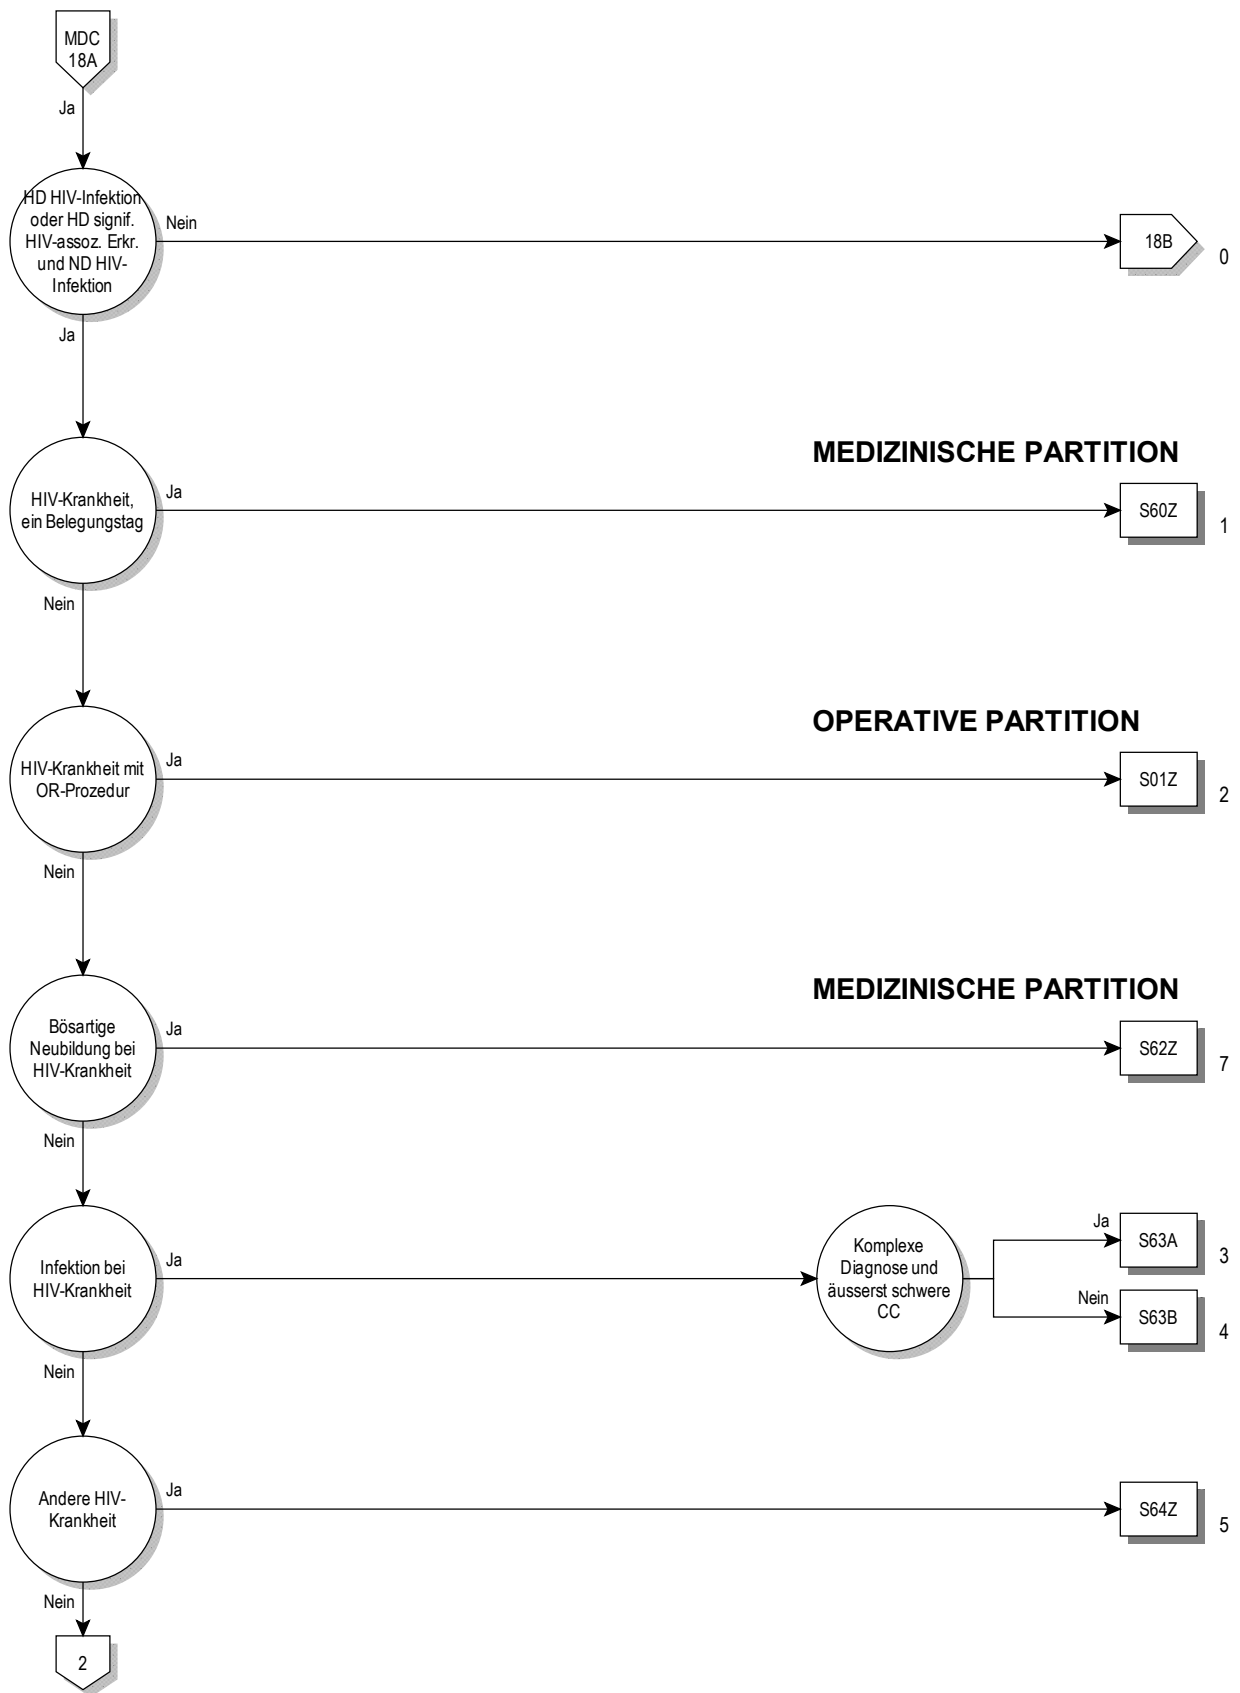 MDC
18A
Ja
HD HIV-Infektion
oder HD signif.
HIV-assoz. Erkr.
und ND HIV-
Infektion
Nein
18B
0
Ja
MEDIZINISCHE PARTITION
HIV-Krankheit,
ein Belegungstag
Ja
S60Z
1
Nein
OPERATIVE PARTITION
HIV-Krankheit mit
OR-Prozedur
Ja
S01Z
2
Nein
MEDIZINISCHE PARTITION
Bösartige
Neubildung bei
HIV-Krankheit
Ja
S62Z
7
Nein
Infektion bei
HIV-Krankheit
Ja
Komplexe
Diagnose und
äusserst schwere
CC
Ja
S63A
3
Nein
S63B
4
Nein
Andere HIV-
Krankheit
Ja
S64Z
5
Nein
2